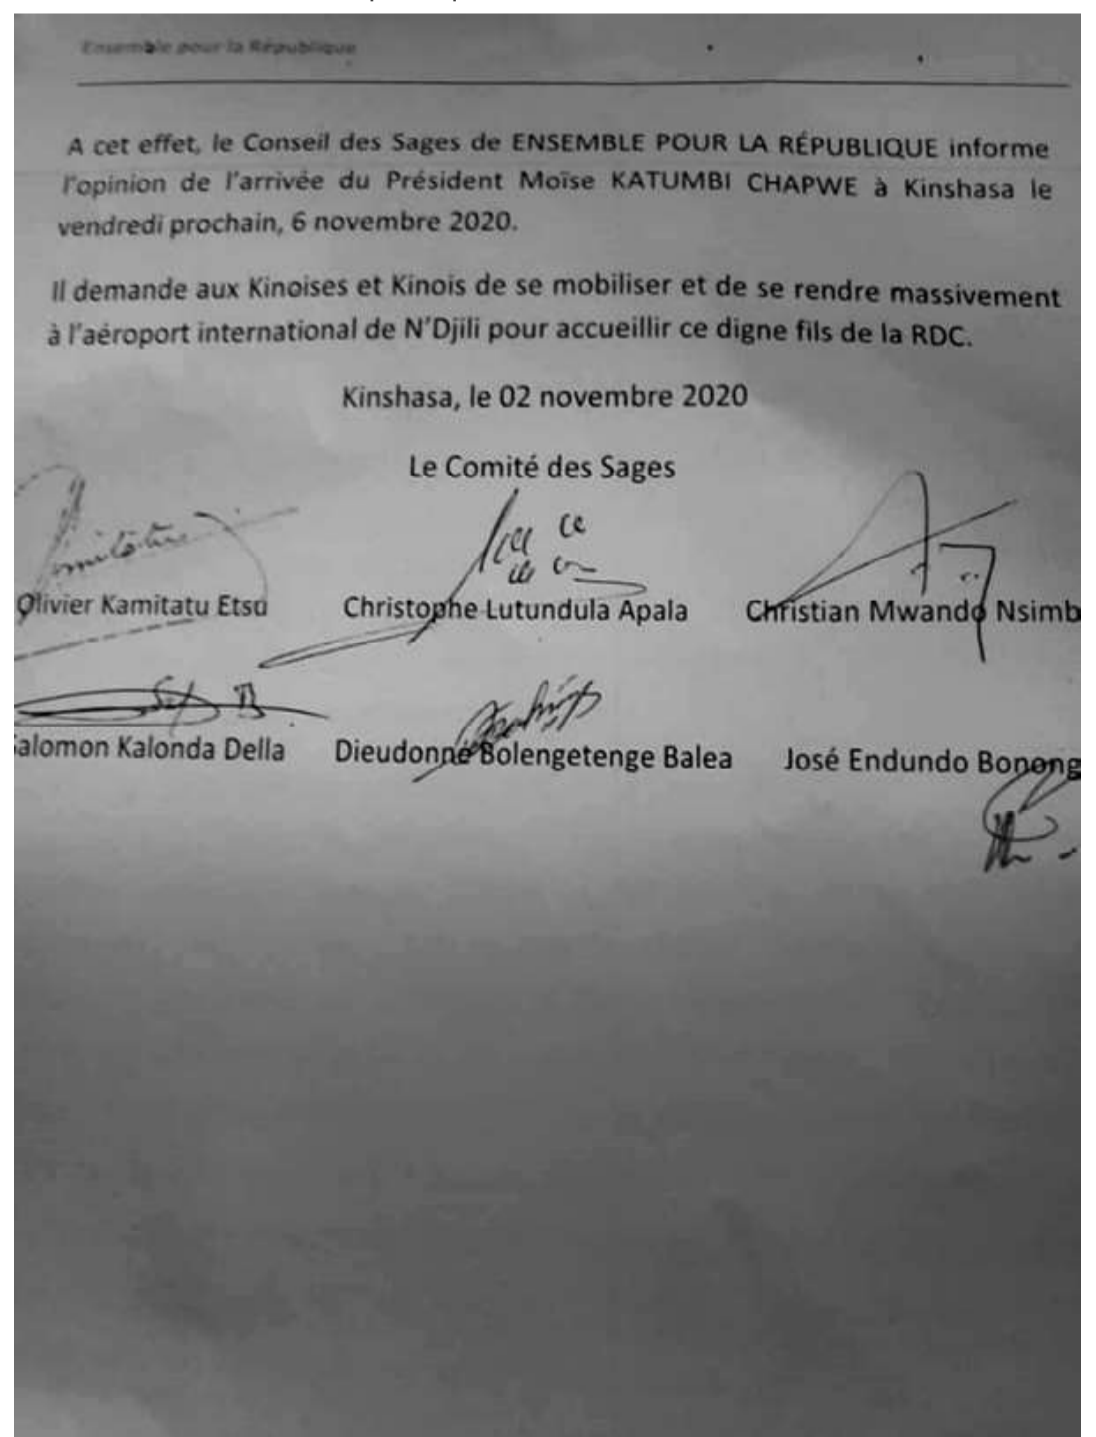 Ensemble pour la République
A cet effet, le Conseil des Sages de ENSEMBLE POUR LA RÉPUBLIQUE informe
l'opinion de l'arrivée du Président Moïse KATUMBI CHAPWE à Kinshasa le
vendredi prochain, 6 novembre 2020.
Il demande aux Kinoises et Kinois de se mobiliser et de se rendre massivement
à l'aéroport international de N'Djili pour accueillir ce digne fils de la RDC.
Kinshasa, le 02 novembre 2020
Le Comité des Sages
Olivier Kamitatu Etsu Christophe Lutundula Apala Christian Mwando Nsimb
alomon Kalonda Della Dieudonné Bolengetenge Balea José Endundo Bonong